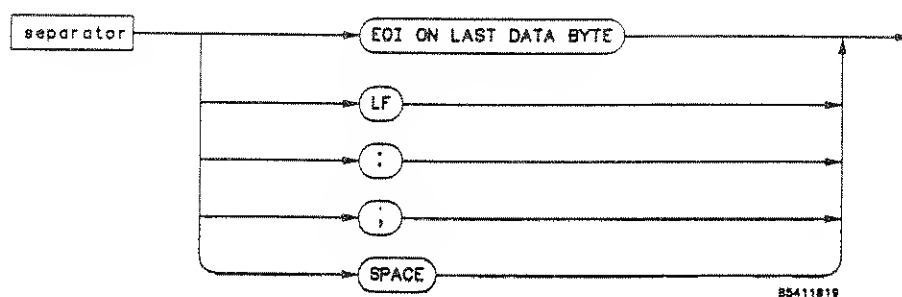 separator
EOI ON LAST DATA BYTE
LF
:
;
SPACE
85411819